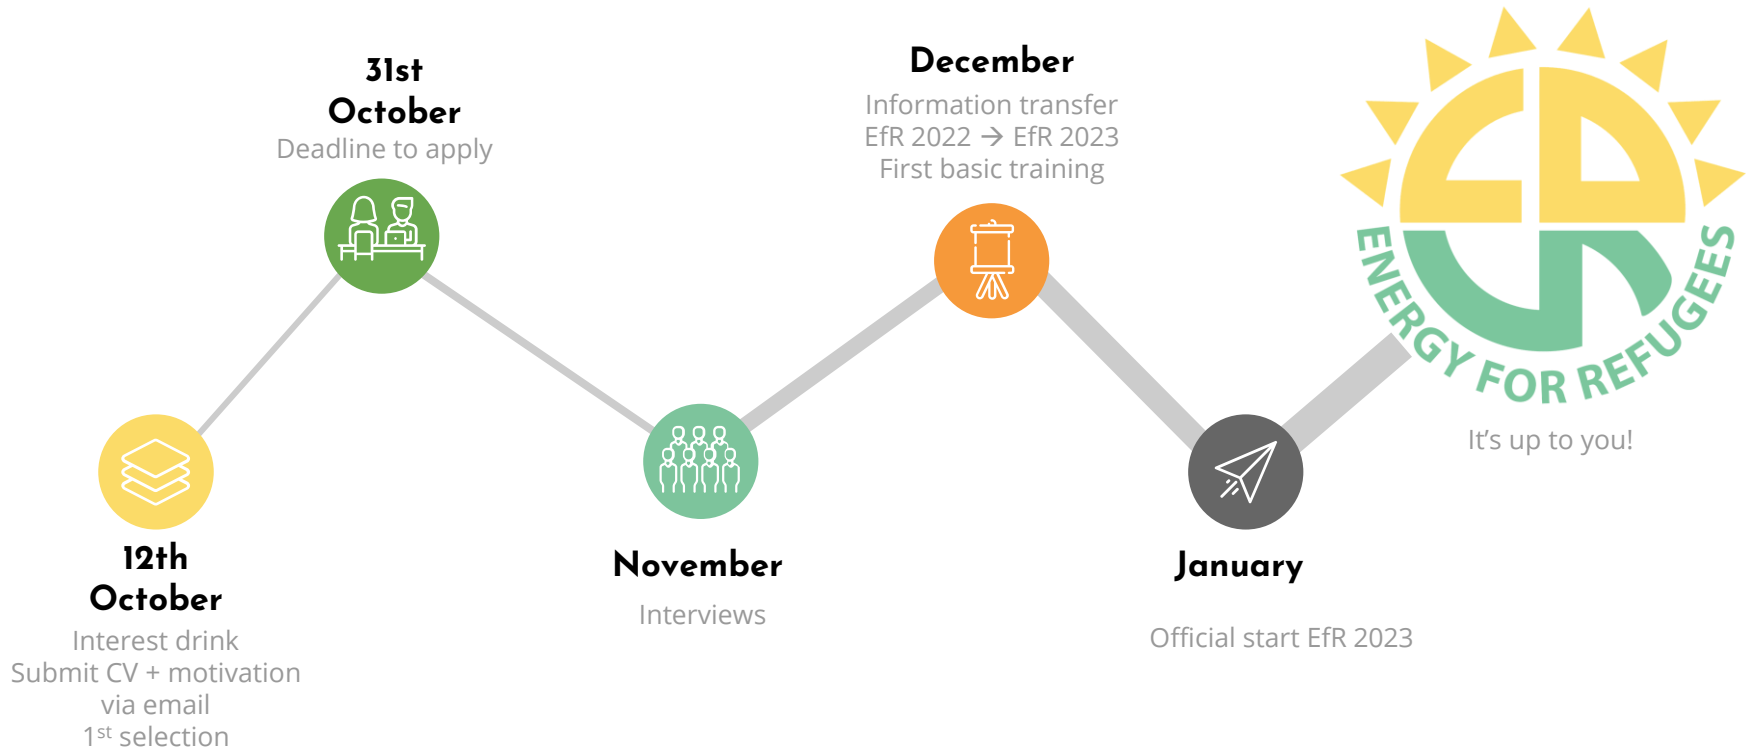 12th
October
Interest drink
Submit CV + motivation
via email
1st selection
31st
October
Deadline to apply
November
Interviews
December
Information transfer
EfR 2022 → EfR 2023
First basic training
January
Official start EfR 2023
ENERGY FOR REFUGEES
It’s up to you!